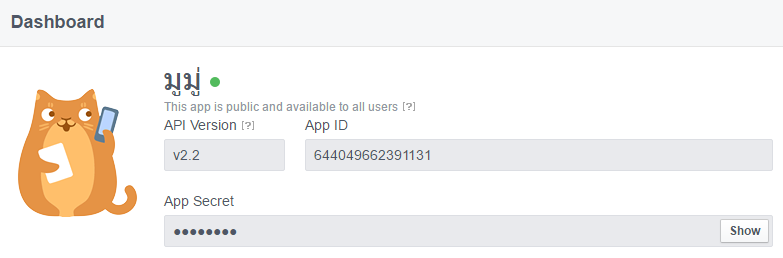 Dashboard
มูมู่
This app is public and available to all users [?]
API Version [?] App ID
v2.2 644049662391131
App Secret
●●●●●●●● Show